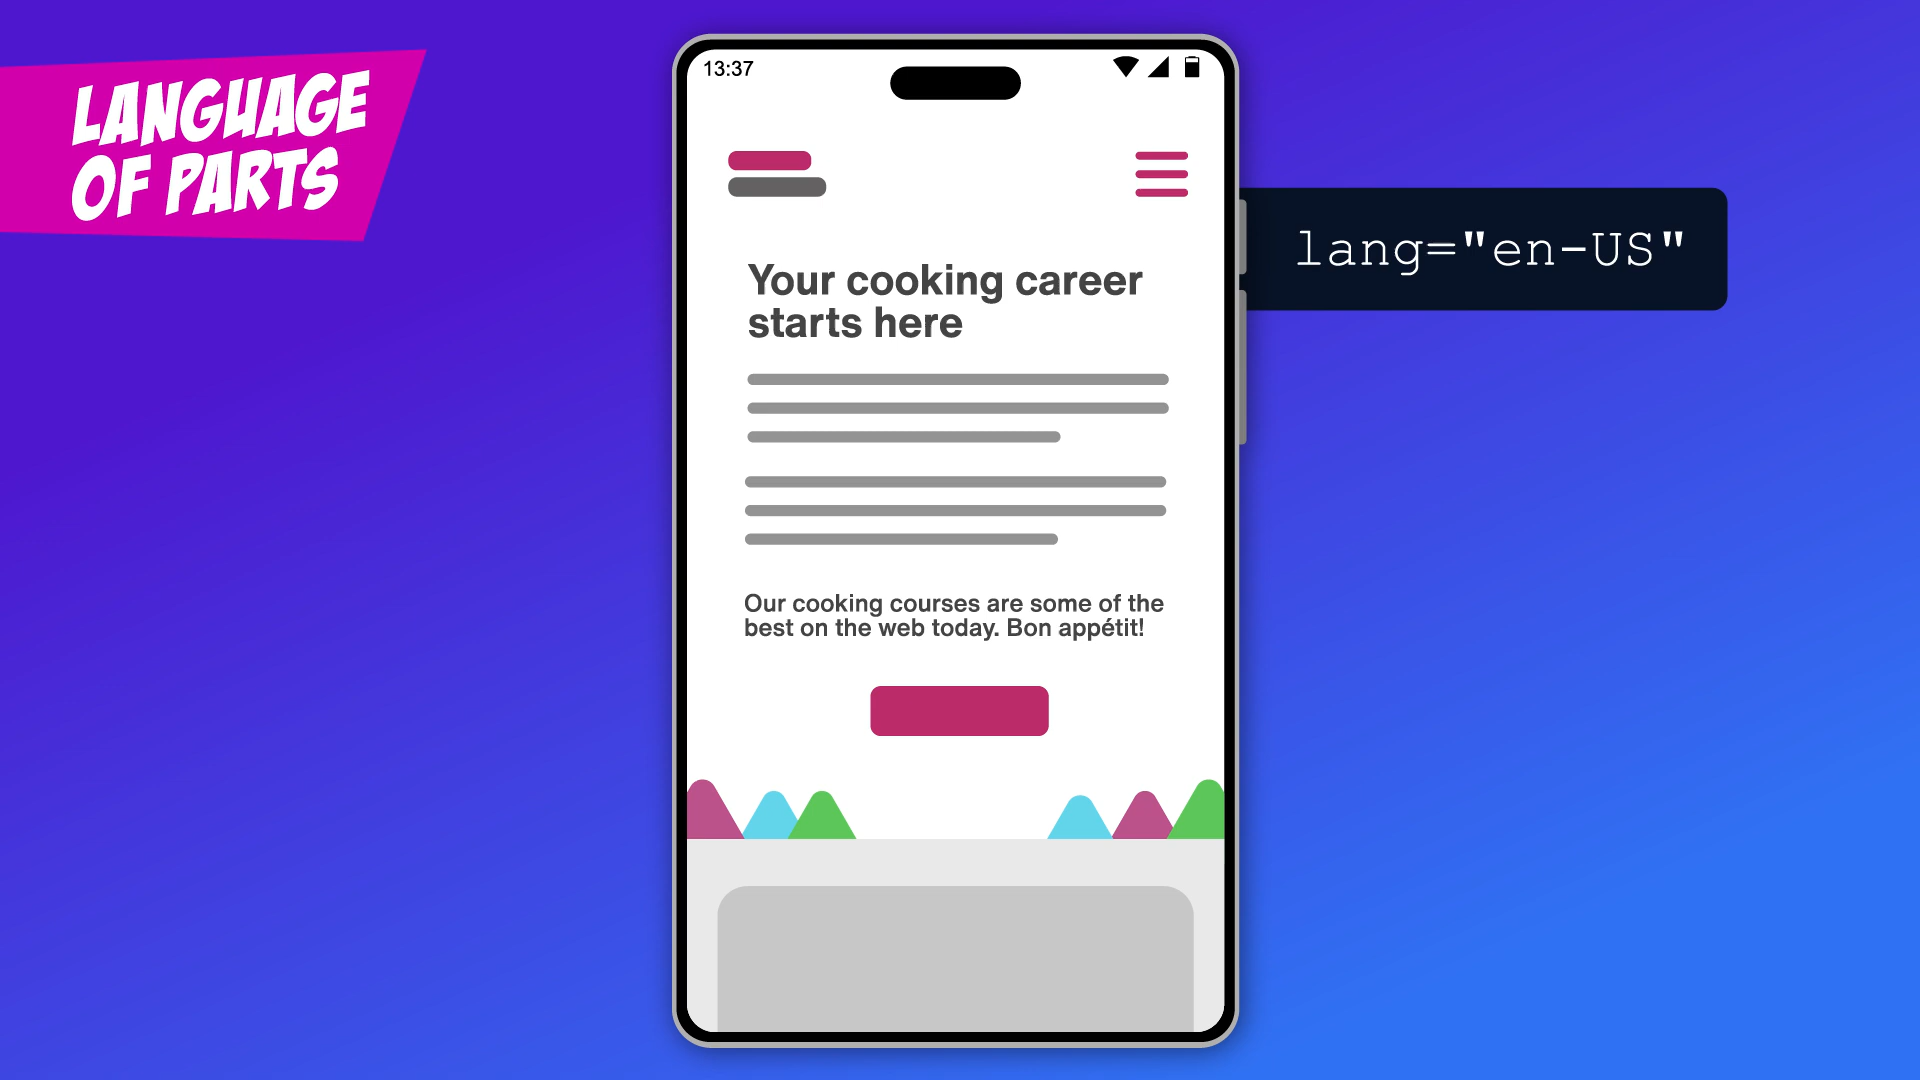 LANGUAGE
OF PARTS
13:37
lang="en-US"
Your cooking career
starts here
Our cooking courses are some of the
best on the web today. Bon appétit!